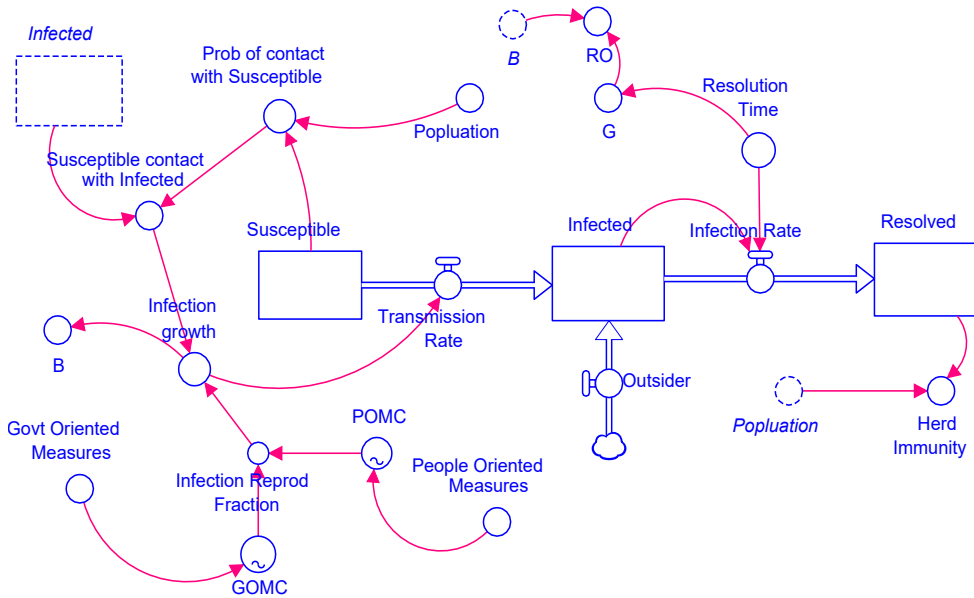 Infected
Prob of contact
with Susceptible
B
RO
Resolution
Time
Popluation
G
Susceptible contact
with Infected
Susceptible
Infected
Infection Rate
Resolved
Infection
growth
Transmission
Rate
B
Outsider
Popluation
Herd
Immunity
Govt Oriented
Measures
POMC
People Oriented
Measures
Infection Reprod
Fraction
GOMC